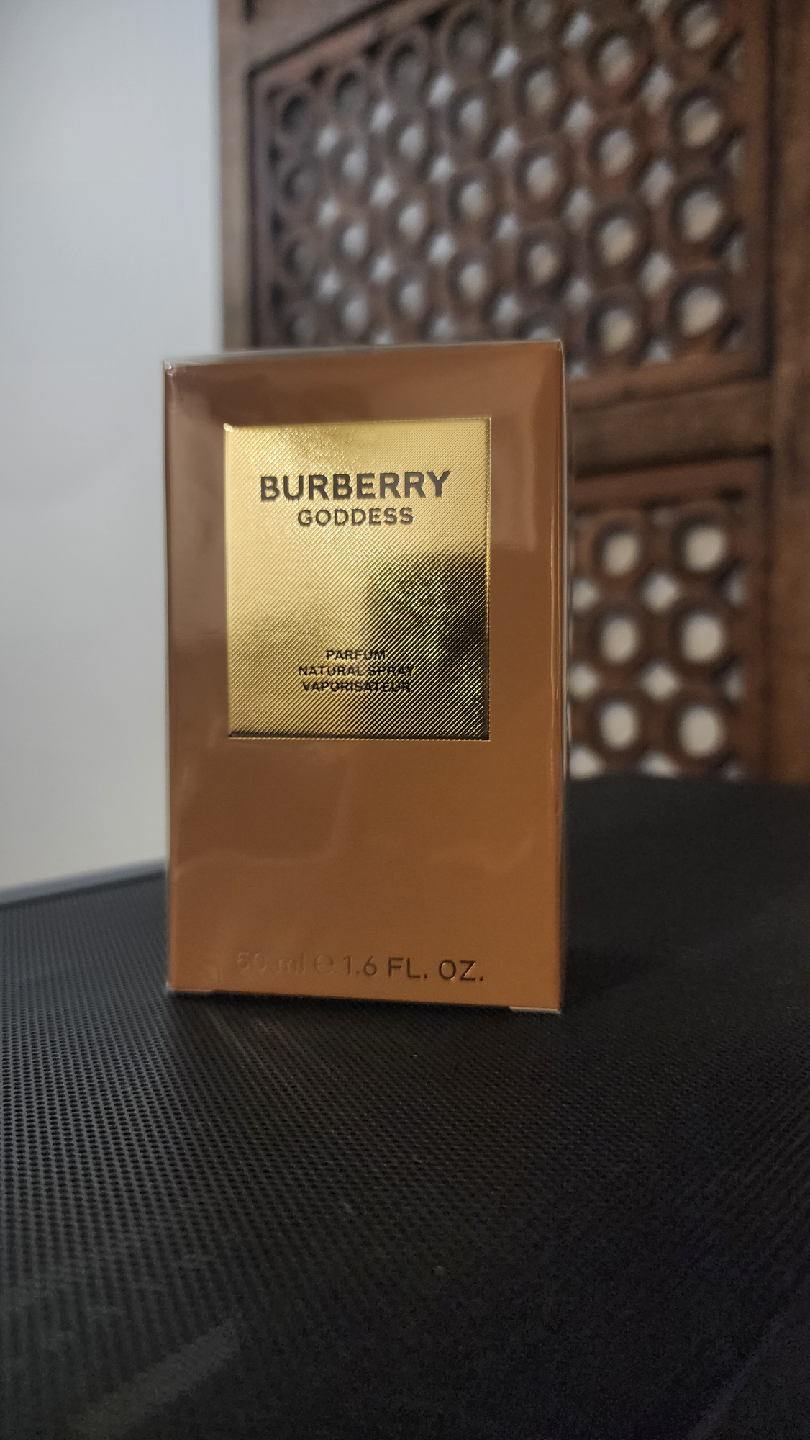 BURBERRY
GODDESS
PARFUM
NATURAL SPRAY
VAPORISATEUR
50 ml ℮ 1.6 FL. OZ.